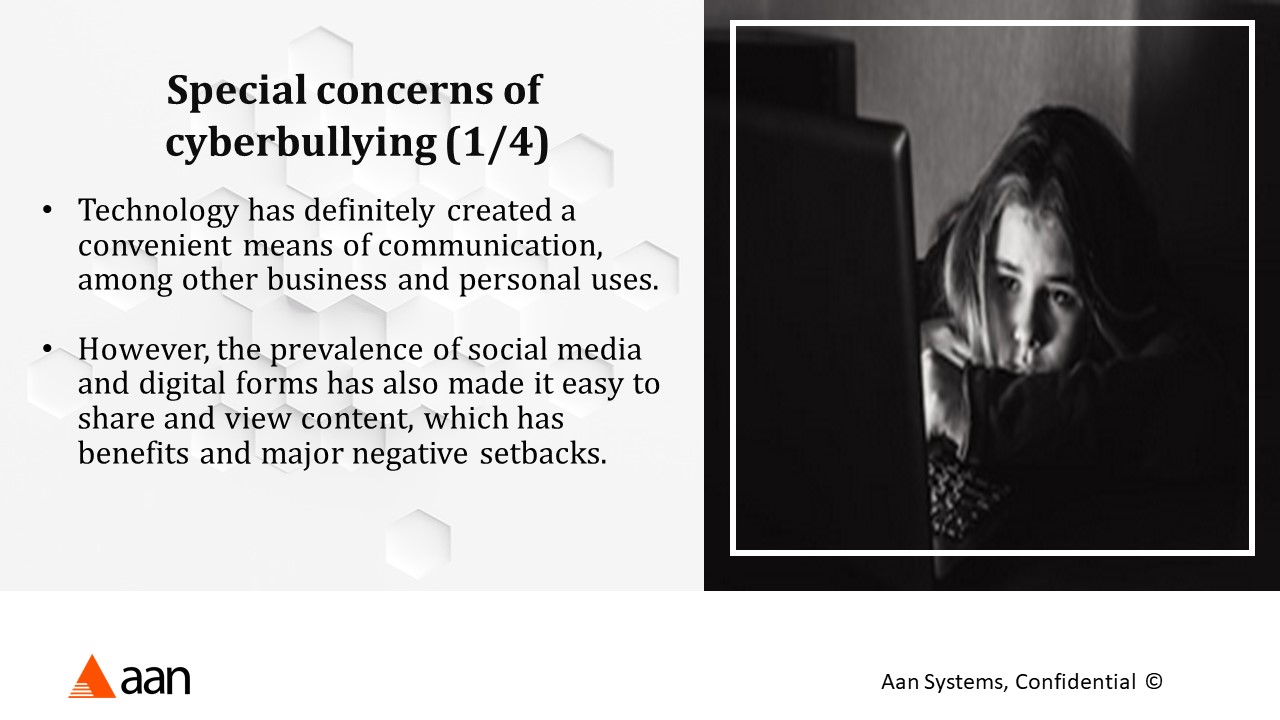 Special concerns of
cyberbullying (1/4)
• Technology has definitely created a
convenient means of communication,
among other business and personal uses.
• However, the prevalence of social media
and digital forms has also made it easy to
share and view content, which has
benefits and major negative setbacks.
aan
Aan Systems, Confidential ©